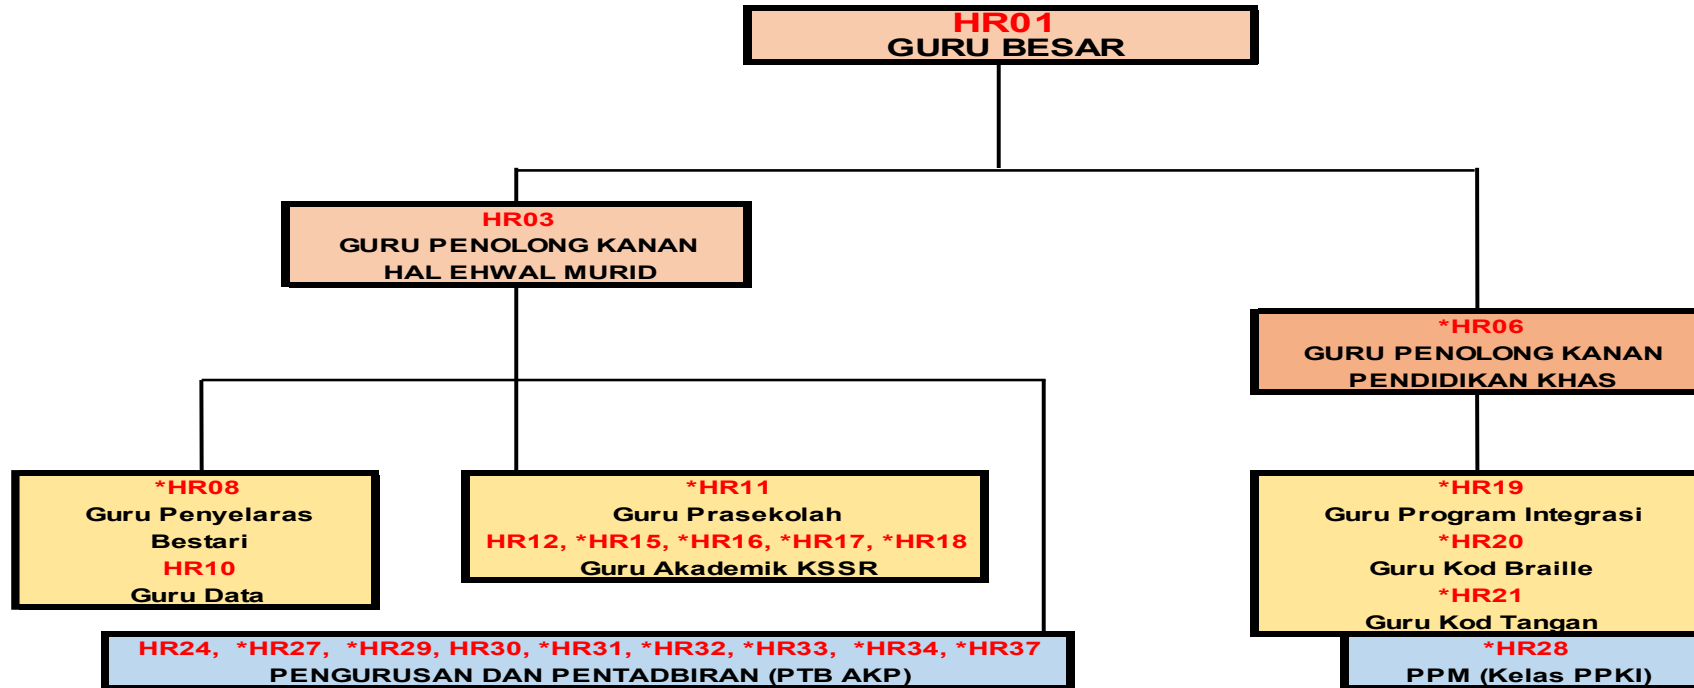 HR01
GURU BESAR
HR03
GURU PENOLONG KANAN
HAL EHWAL MURID
*HR06
GURU PENOLONG KANAN
PENDIDIKAN KHAS
*HR08
Guru Penyelaras
Bestari
HR10
Guru Data
*HR11
Guru Prasekolah
HR12, *HR15, *HR16, *HR17, *HR18
Guru Akademik KSSR
*HR19
Guru Program Integrasi
*HR20
Guru Kod Braille
*HR21
Guru Kod Tangan
HR24, *HR27, *HR29, HR30, *HR31, *HR32, *HR33, *HR34, *HR37
PENGURUSAN DAN PENTADBIRAN (PTB AKP)
*HR28
PPM (Kelas PPKI)